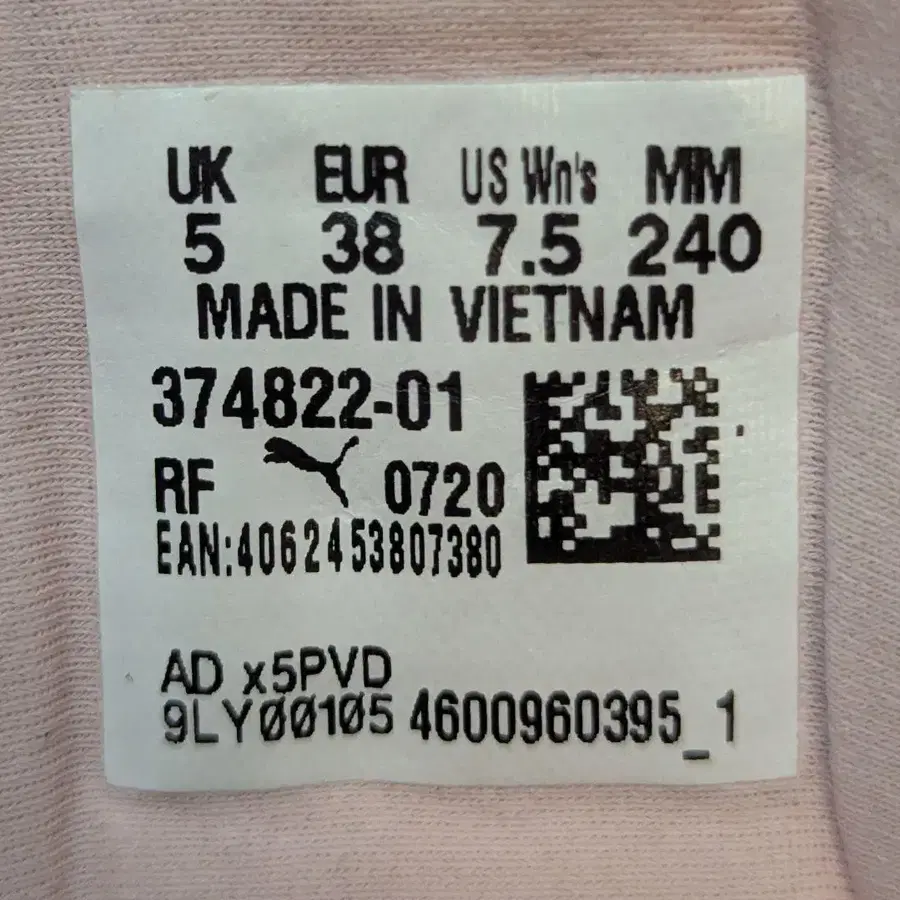 UK EUR US Wn's MM
5 38 7.5 240
MADE IN VIETNAM
374822-01
RF 0720
EAN:4062453807380
AD x5PVD
9LYØØ1Ø5 4600960395_1